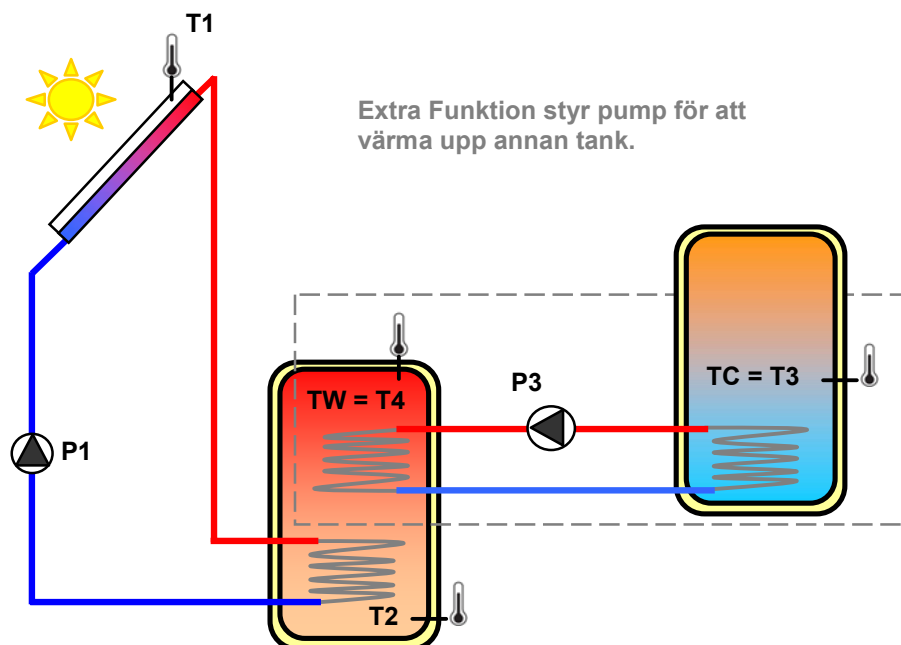 T1
Extra Funktion styr pump för att
värma upp annan tank.
TC = T3
P3
TW = T4
P1
T2